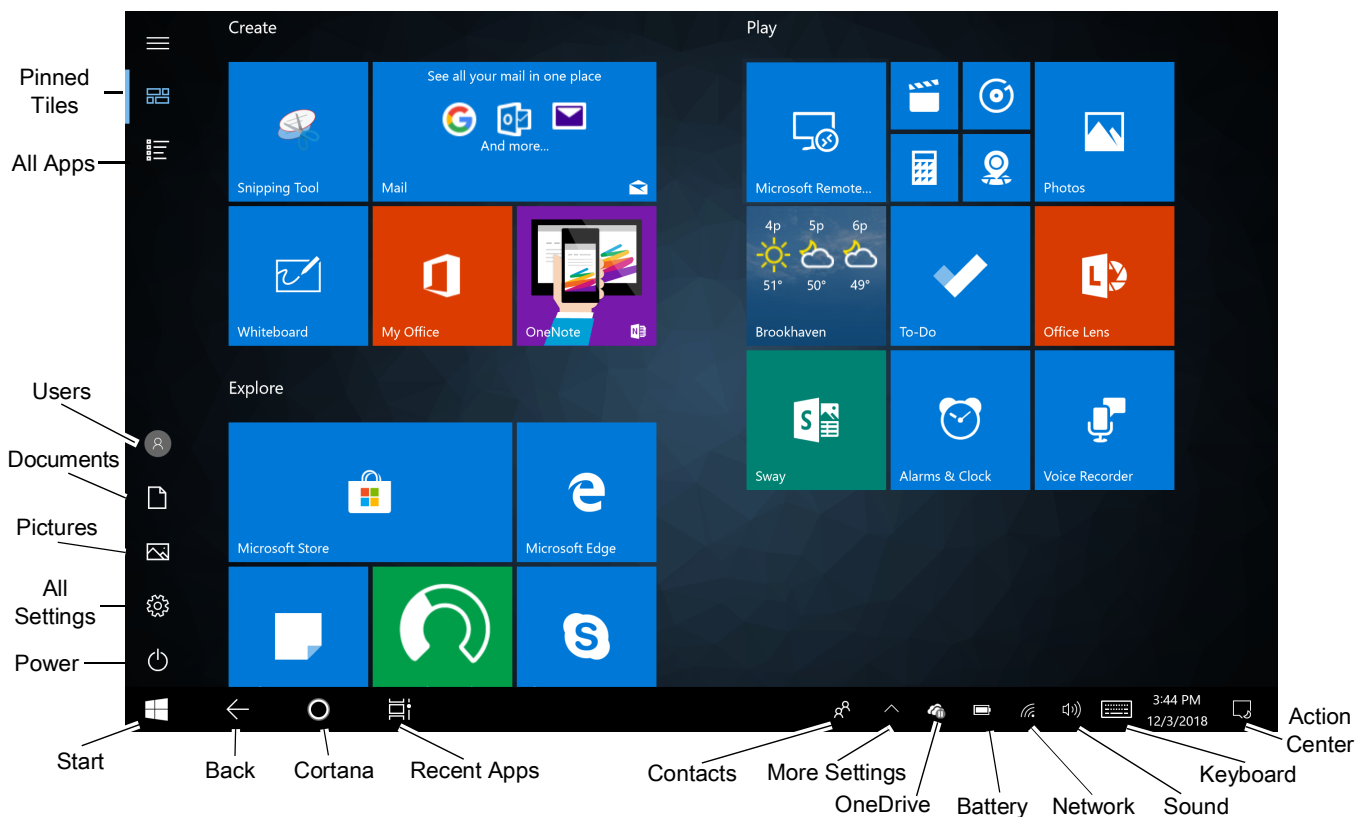 Create
Play
Pinned
Tiles
All Apps
See all your mail in one place
And more...
Snipping Tool
Mail
Microsoft Remote...
Photos
Whiteboard
My Office
OneNote
N
4p 5p 6p
51° 50° 49°
Brookhaven
To-Do
L
Office Lens
Explore
Users
Documents
Pictures
All
Settings
Power
Microsoft Store
Microsoft Edge
S
S
Sway
Alarms & Clock
Voice Recorder
3:44 PM
12/3/2018
Start
Back
Cortana
Recent Apps
Contacts
More Settings
OneDrive
Battery
Network
Sound
Keyboard
Action
Center